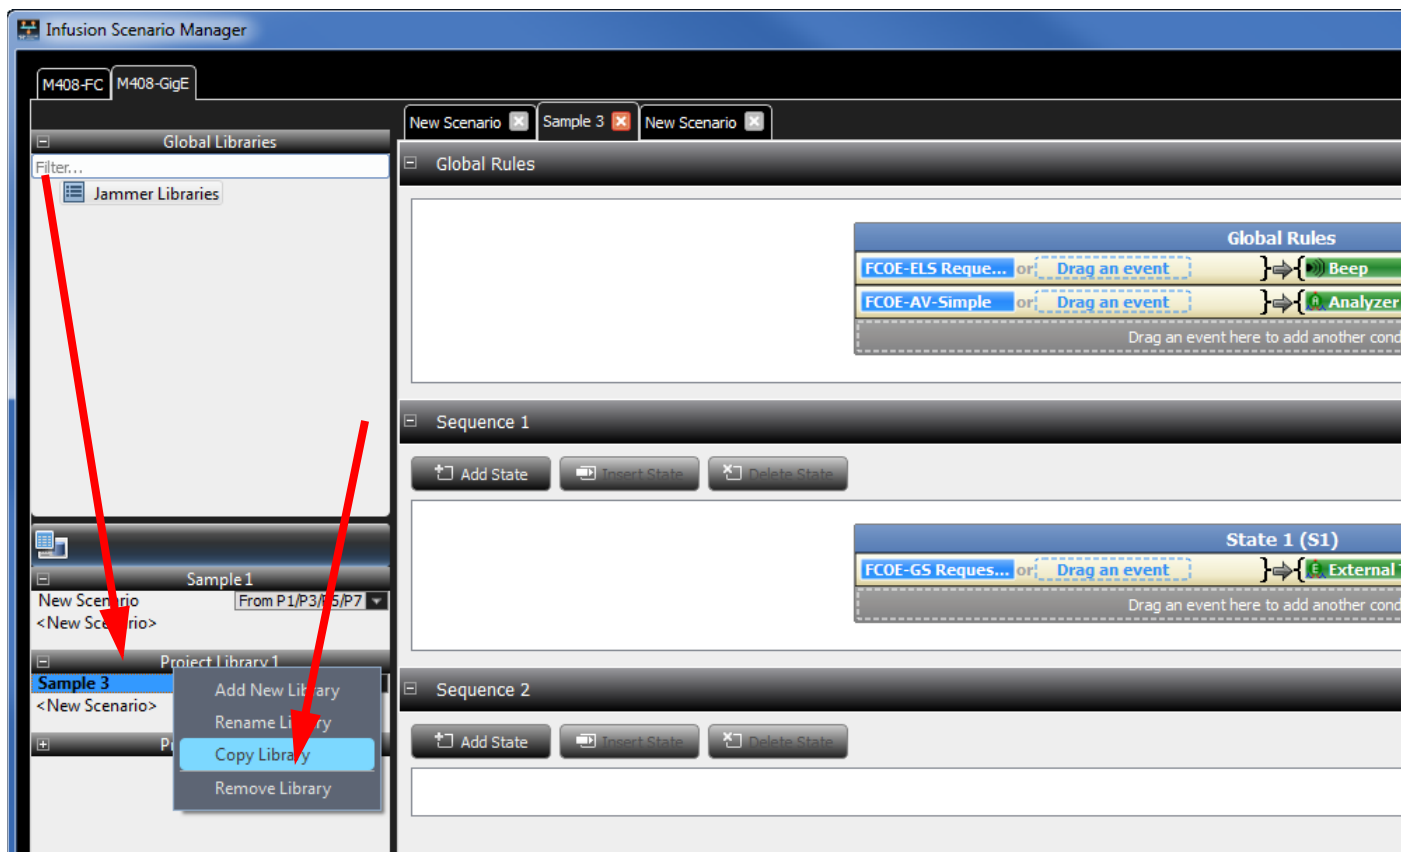 Infusion Scenario Manager
M408-FC M408-GigE
New Scenario Sample 3 New Scenario
Global Libraries
Filter...
Jammer Libraries
Global Rules
Global Rules
FCOE-ELS Reque... or Drag an event Beep
FCOE-AV-Simple or Drag an event Analyzer
Drag an event here to add another cond
Sequence 1
Add State Insert State Delete State
State 1 (S1)
FCOE-GS Reques... or Drag an event External
Drag an event here to add another cond
Sample 1
New Scenario From P1/P3/P5/P7
<New Scenario>
Project Library 1
Sample 3
<New Scenario>
Add New Library
Rename Library
Copy Library
Remove Library
Sequence 2
Add State Insert State Delete State